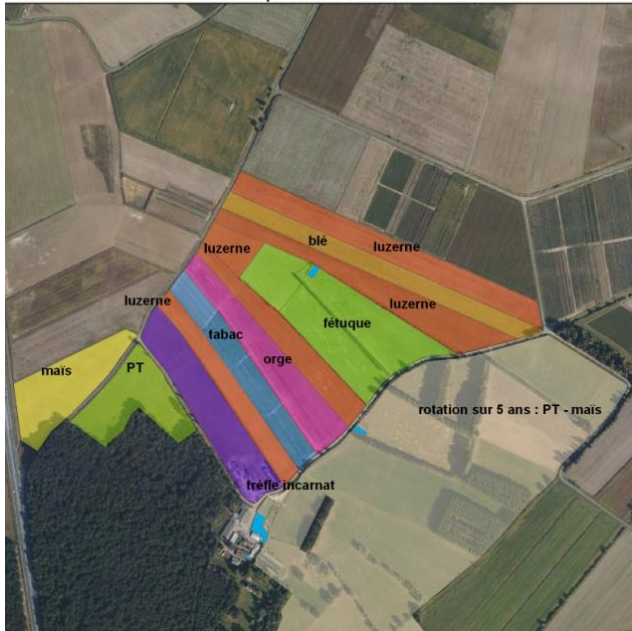 blé
luzerne
luzerne
luzerne
luzerne
fétuque
tabac
orge
maïs
PT
rotation sur 5 ans : PT - maïs
trèfle incarnat